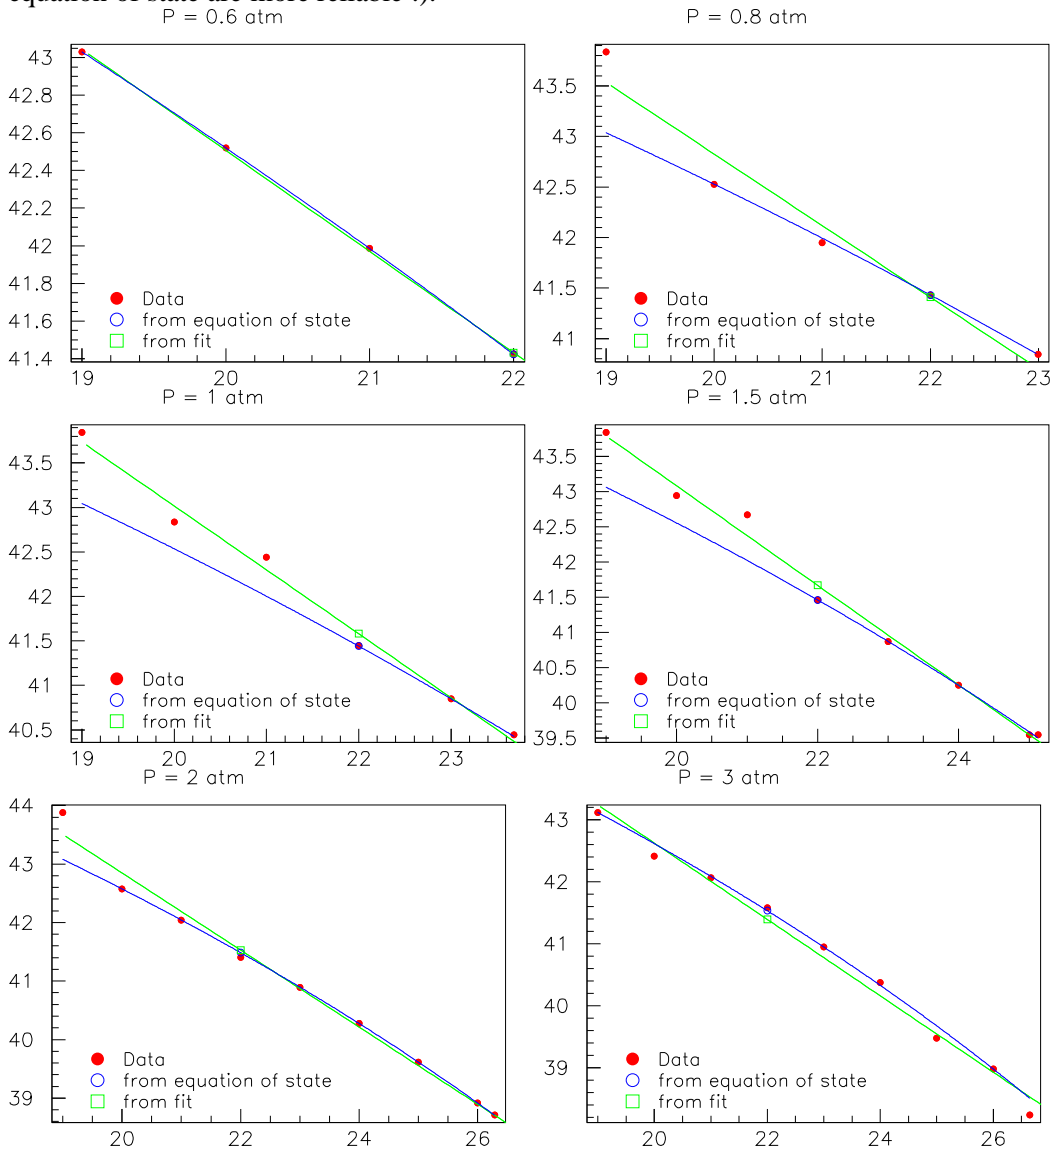 equation of state are more reliable !).
P = 0.6 atm
P = 0.8 atm
43
42.8
42.6
42.4
42.2
42
41.8
41.6
41.4
Data
from equation of state
from fit
19 20 21 22
43.5
43
42.5
42
41.5
41
Data
from equation of state
from fit
19 20 21 22 23
P = 1 atm
P = 1.5 atm
43.5
43
42.5
42
41.5
41
40.5
Data
from equation of state
from fit
19 20 21 22 23
43.5
43
42.5
42
41.5
41
40.5
40
39.5
Data
from equation of state
from fit
20 22 24
P = 2 atm
P = 3 atm
44
43
42
41
40
39
Data
from equation of state
from fit
20 22 24 26
43
42
41
40
39
Data
from equation of state
from fit
20 22 24 26